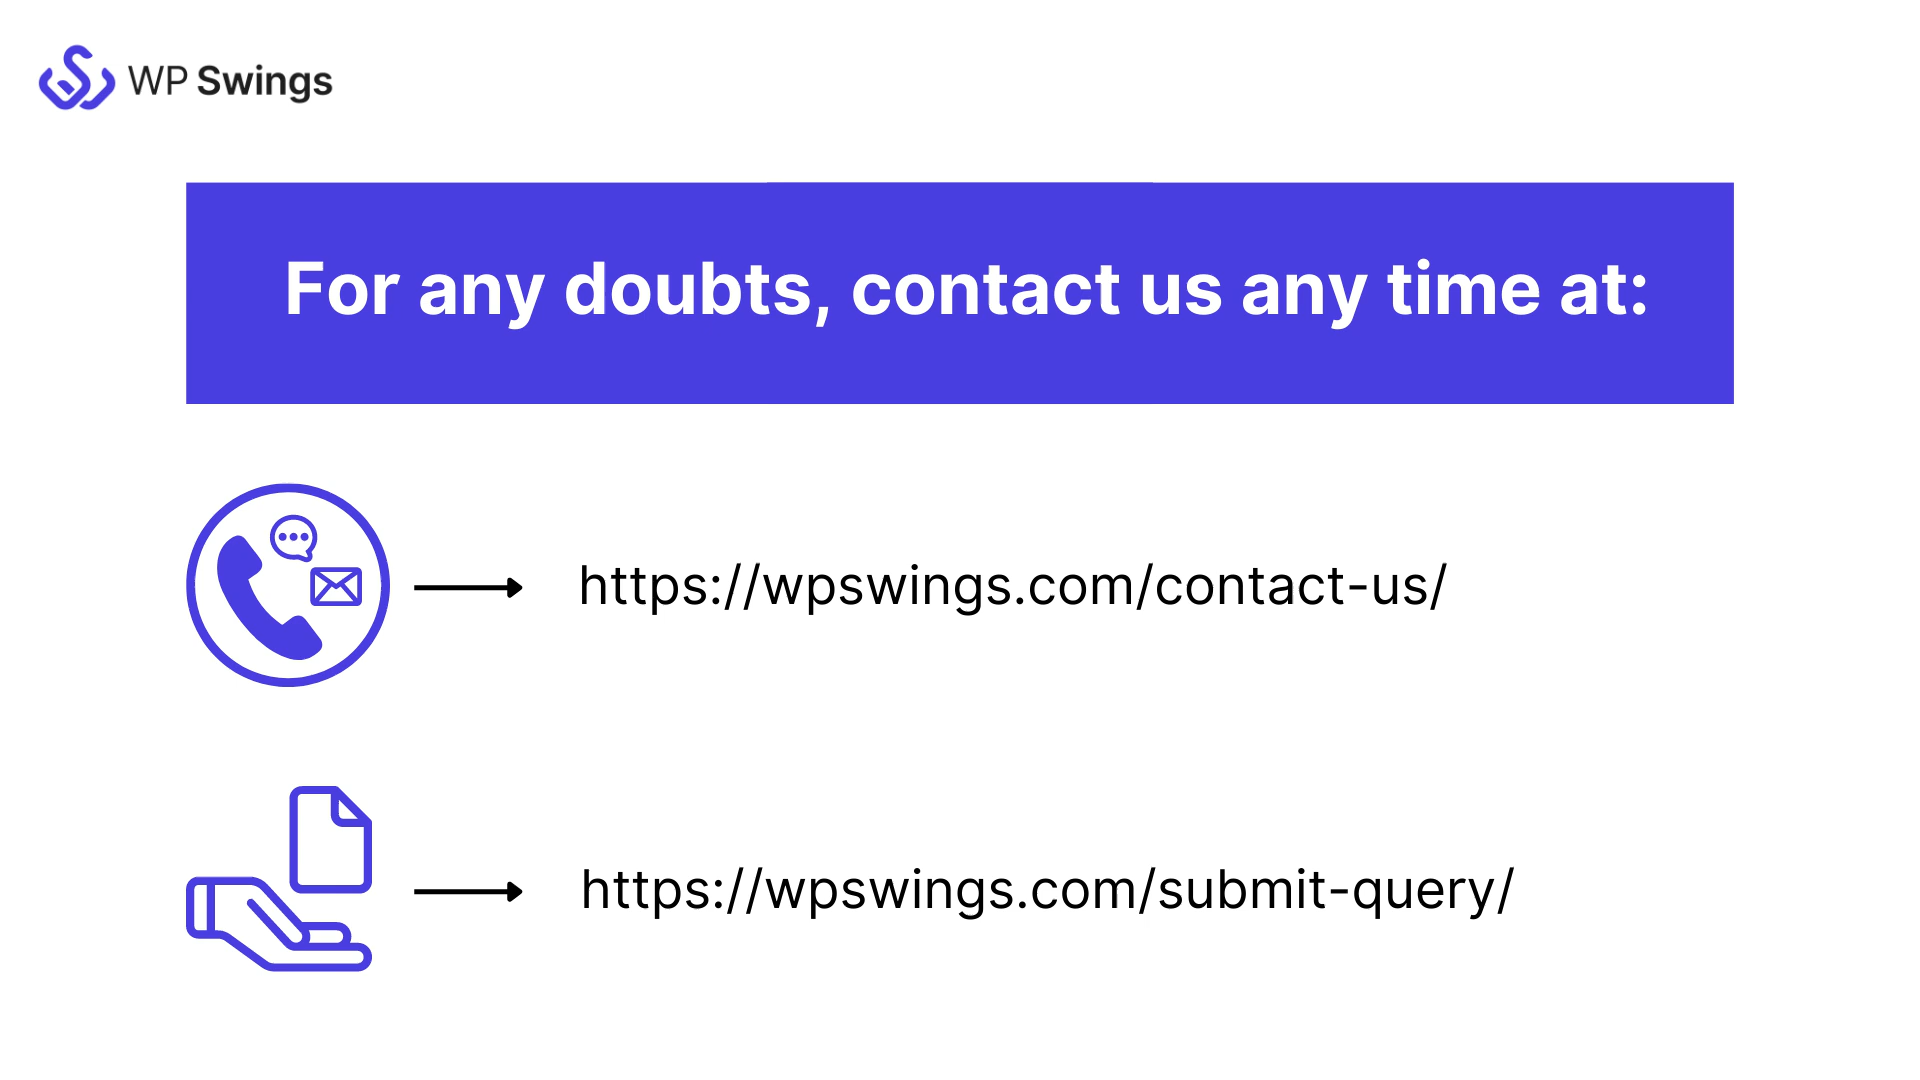 WP Swings
For any doubts, contact us any time at:
https://wpswings.com/contact-us/
https://wpswings.com/submit-query/